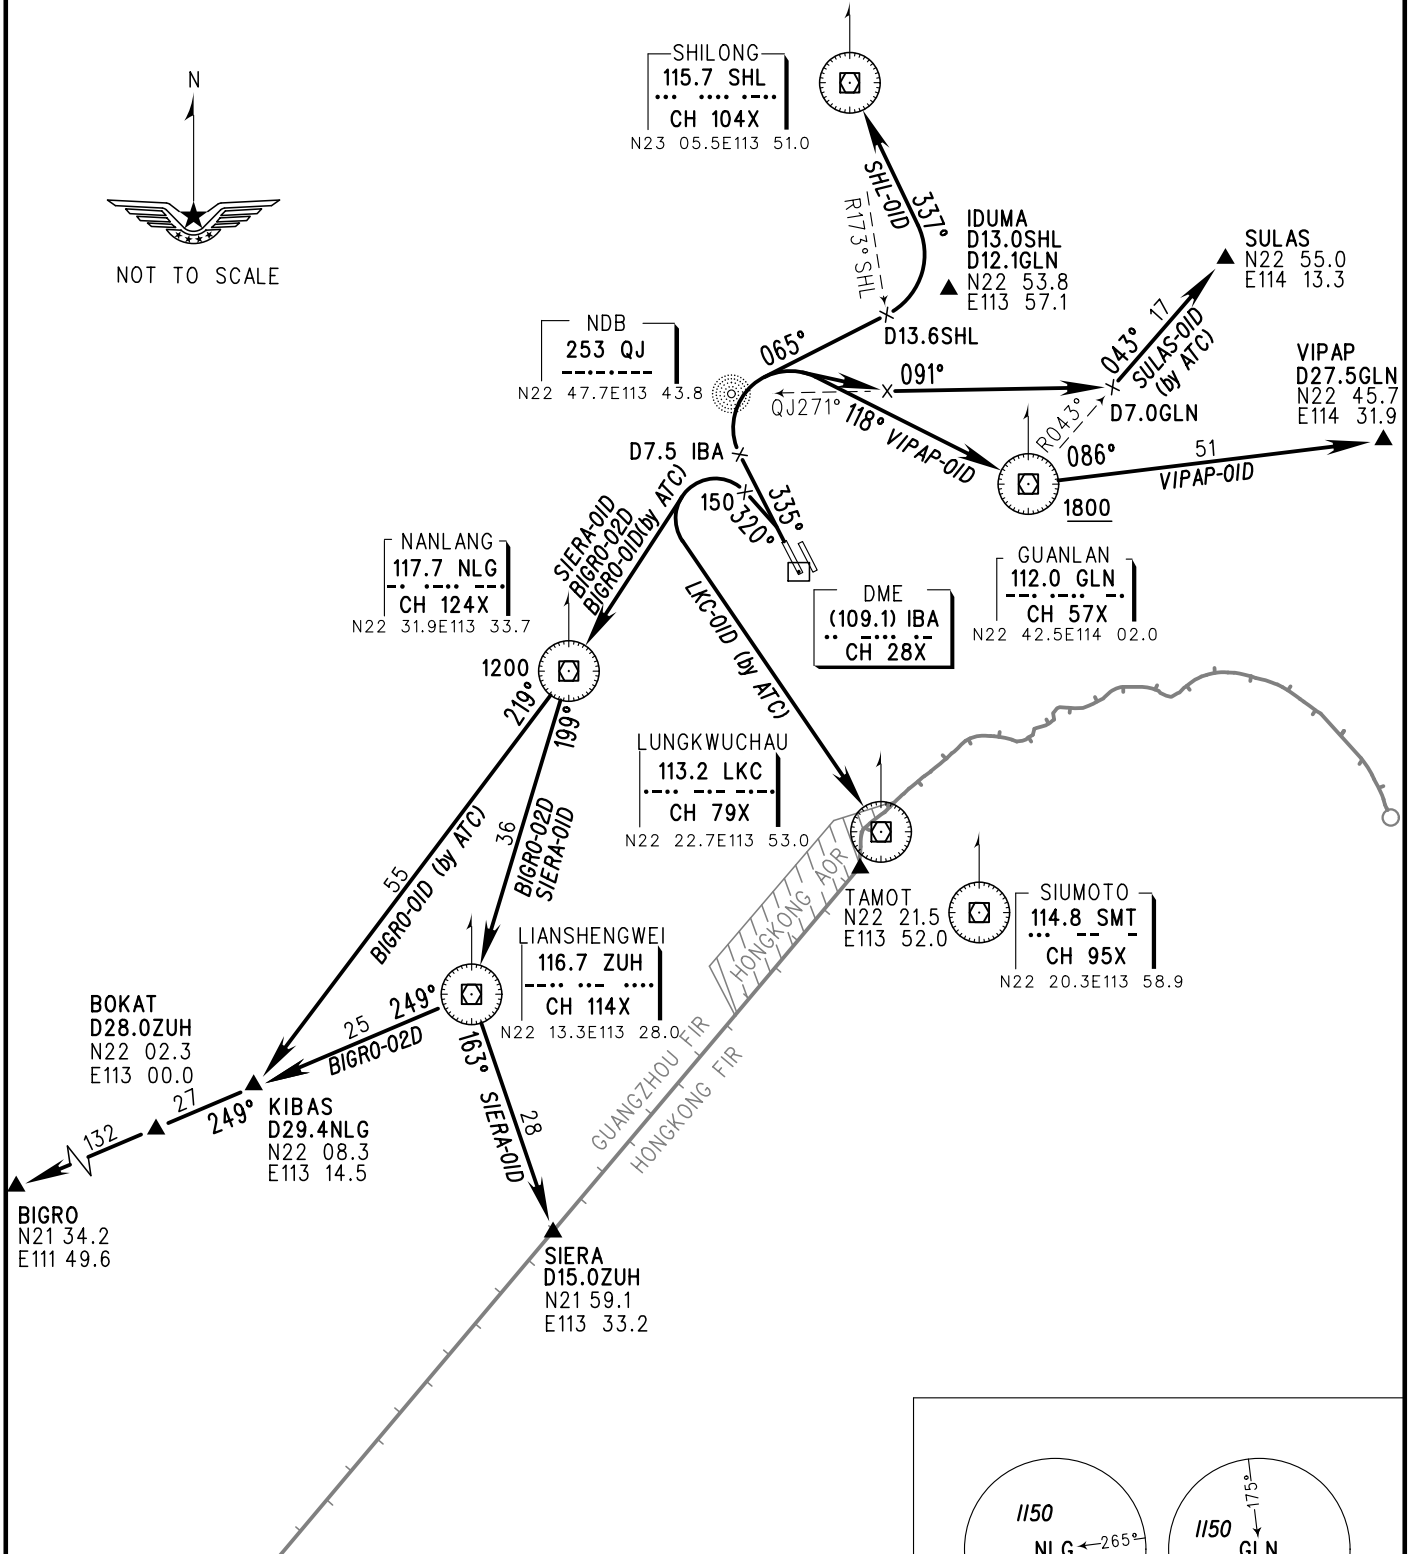 N
NOT TO SCALE
SHILONG
115.7 SHL
CH 104X
N23 05.5E113 51.0
SHL-01D
337°
R173° SHL
IDUMA
D13.0SHL
D12.1GLN
N22 53.8
E113 57.1
SULAS
N22 55.0
E114 13.3
NDB
253 QJ
N22 47.7E113 43.8
065°
D13.6SHL
091°
QJ271°
043°
17
SULAS-01D
(by ATC)
D7.0GLN
R043°
VIPAP
D27.5GLN
N22 45.7
E114 31.9
118° VIPAP-01D
086°
51
VIPAP-01D
1800
D7.5 IBA
150
335°
320°
SIERA-01D
BIGRO-02D
BIGRO-01D(by ATC)
NANLANG
117.7 NLG
CH 124X
N22 31.9E113 33.7
GUANLAN
112.0 GLN
CH 57X
N22 42.5E114 02.0
DME
(109.1) IBA
CH 28X
LKC-01D (by ATC)
1200
219°
199°
LUNGKWUCHAU
113.2 LKC
CH 79X
N22 22.7E113 53.0
55
BIGRO-01D (by ATC)
36
BIGRO-02D
SIERA-01D
HONGKONG AOR
TAMOT
N22 21.5
E113 52.0
SIUMOTO
114.8 SMT
CH 95X
N22 20.3E113 58.9
LIANSHENGWEI
116.7 ZUH
CH 114X
N22 13.3E113 28.0
BOKAT
D28.0ZUH
N22 02.3
E113 00.0
249°
25
BIGRO-02D
163° SIERA-01D
28
GUANGZHOU FIR
HONGKONG FIR
27
249°
132
KIBAS
D29.4NLG
N22 08.3
E113 14.5
BIGRO
N21 34.2
E111 49.6
SIERA
D15.0ZUH
N21 59.1
E113 33.2
1150
NLG
265°
175°
1150
GLN